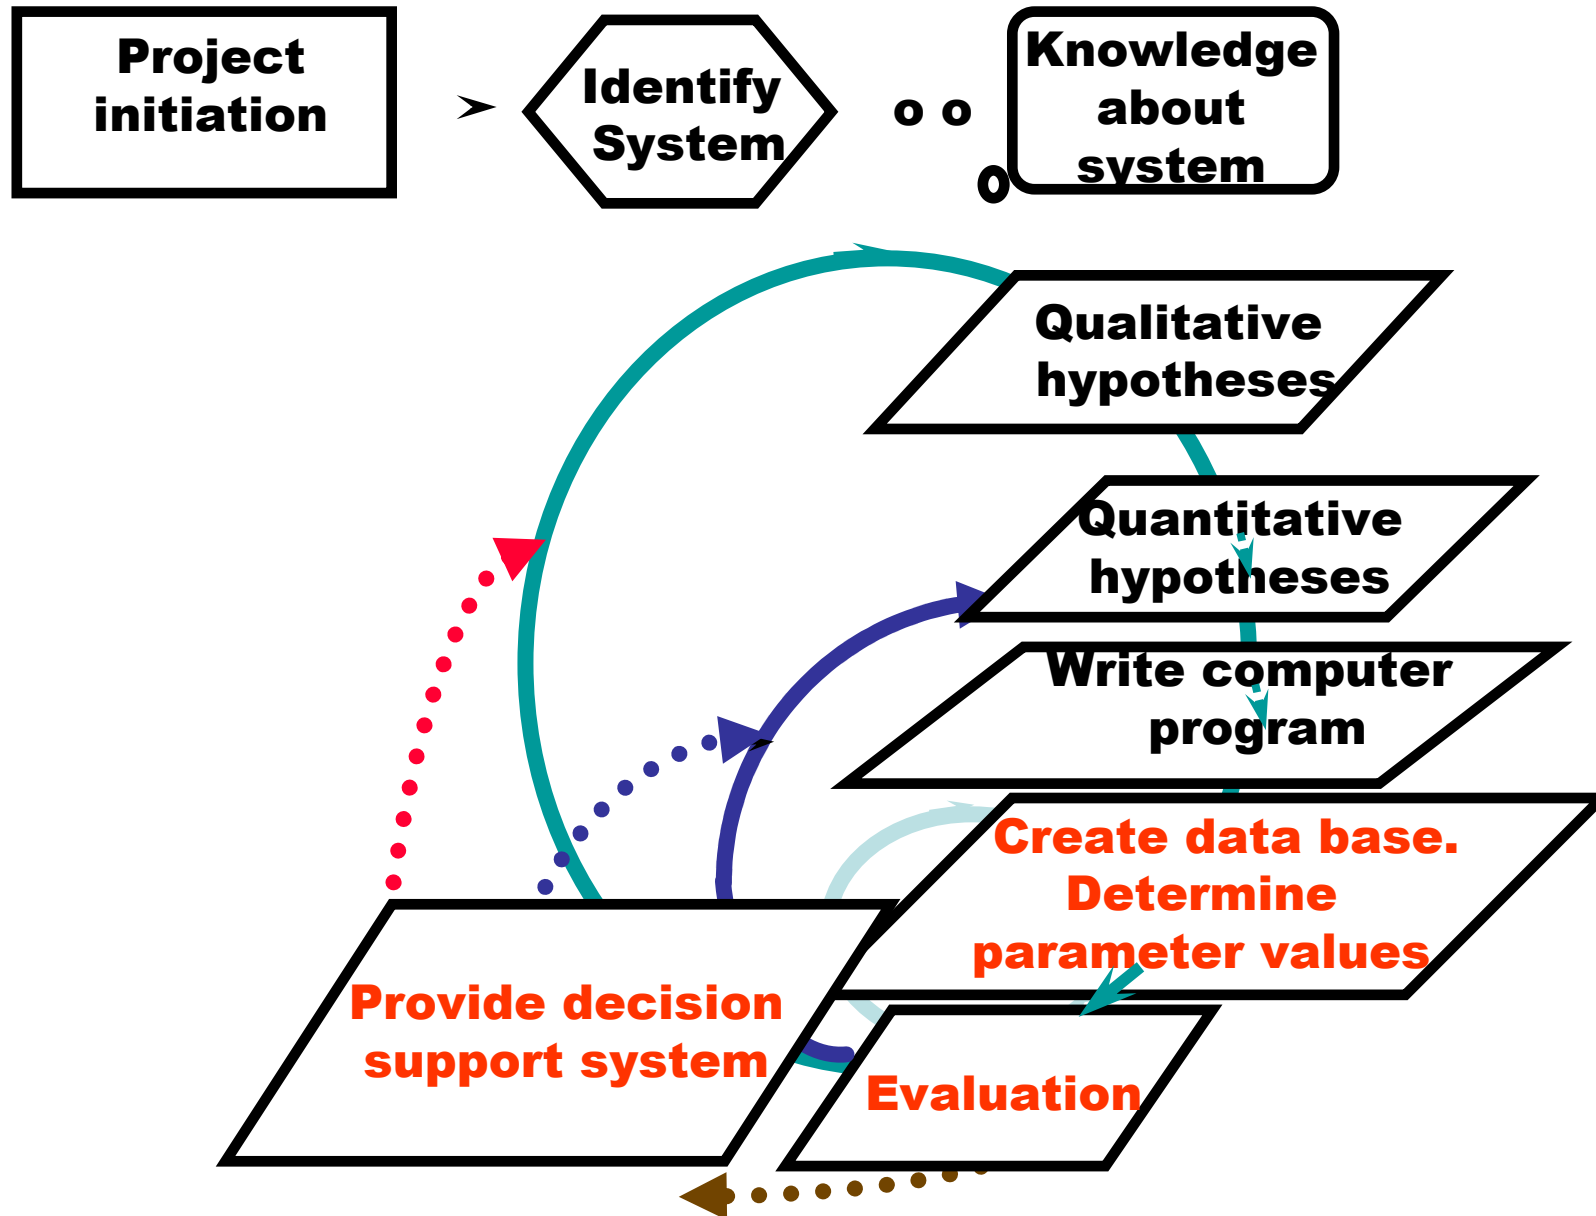 Project
initiation
Identify
System
o o
o
Knowledge
about
system
Qualitative
hypotheses
Quantitative
hypotheses
Write computer
program
Create data base.
Determine
parameter values
Provide decision
support system
Evaluation